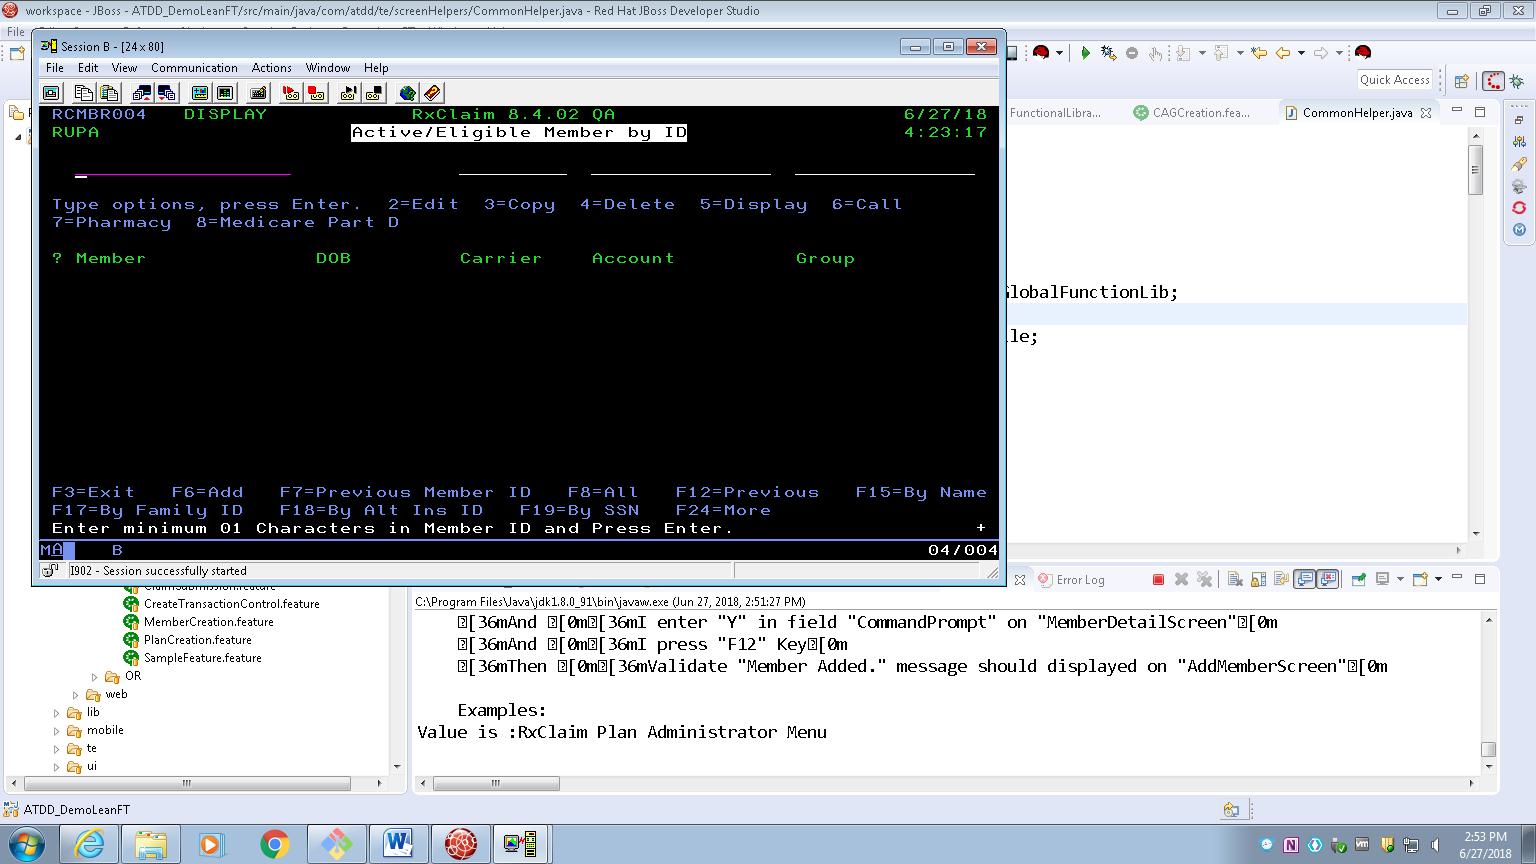 workspace - JBoss - ATDD_DemoLeanFT/src/main/java/com/atdd/te/screenHelpers/CommonHelper.java - Red Hat JBoss Developer Studio
File
Session B - [24 x 80]
File Edit View Communication Actions Window Help
Quick Access
FunctionalLibra... CAGCreation.fea... CommonHelper.java
RCMBR004 DISPLAY RxClaim 8.4.02 QA 6/27/18
RUPA Active/Eligible Member by ID 4:23:17
Type options, press Enter. 2=Edit 3=Copy 4=Delete 5=Display 6=Call
7=Pharmacy 8=Medicare Part D
? Member DOB Carrier Account Group
GlobalFunctionLib;
le;
F3=Exit F6=Add F7=Previous Member ID F8=All F12=Previous F15=By Name
F17=By Family ID F18=By Alt Ins ID F19=By SSN F24=More
Enter minimum 01 Characters in Member ID and Press Enter. +
MA B 04/004
I902 - Session successfully started
Error Log
ClaimSubmission.feature
CreateTransactionControl.feature
MemberCreation.feature
PlanCreation.feature
SampleFeature.feature
OR
web
lib
mobile
te
ui
C:\Program Files\Java\jdk1.8.0_91\bin\javaw.exe (Jun 27, 2018, 2:51:27 PM)
[36mAnd [0m[36mI enter "Y" in field "CommandPrompt" on "MemberDetailScreen"[0m
[36mAnd [0m[36mI press "F12" Key[0m
[36mThen [0m[36mValidate "Member Added." message should displayed on "AddMemberScreen"[0m
Examples:
Value is :RxClaim Plan Administrator Menu
ATDD_DemoLeanFT
2:53 PM
6/27/2018